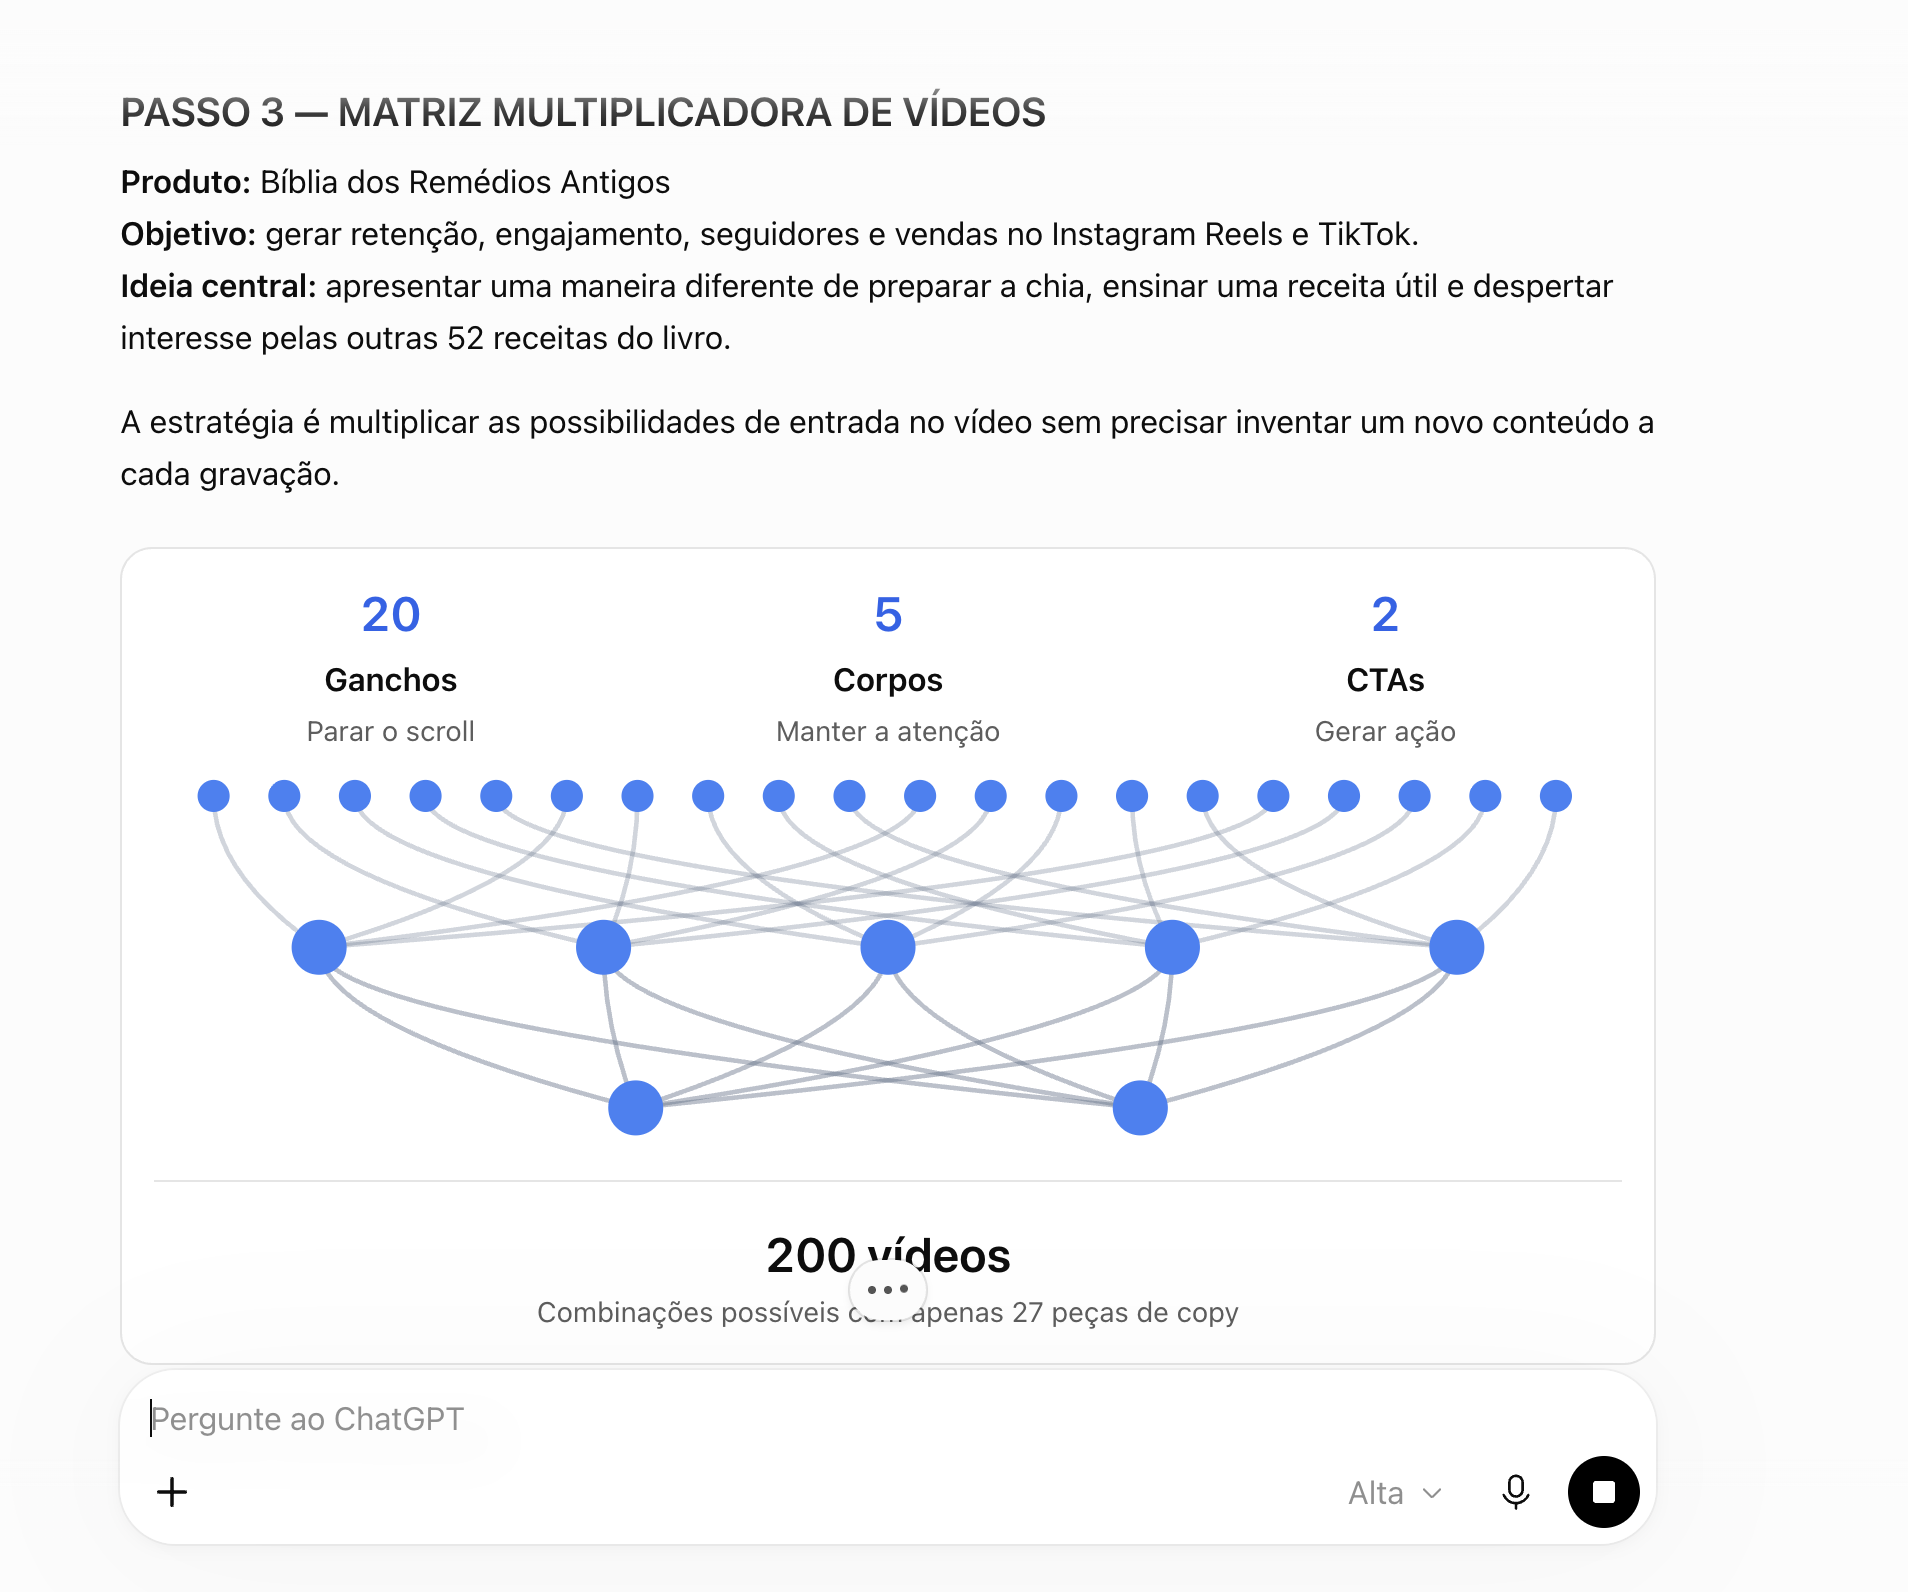 PASSO 3 — MATRIZ MULTIPLICADORA DE VÍDEOS
Produto: Bíblia dos Remédios Antigos
Objetivo: gerar retenção, engajamento, seguidores e vendas no Instagram Reels e TikTok.
Ideia central: apresentar uma maneira diferente de preparar a chia, ensinar uma receita útil e despertar
interesse pelas outras 52 receitas do livro.
A estratégia é multiplicar as possibilidades de entrada no vídeo sem precisar inventar um novo conteúdo a
cada gravação.
20
Ganchos
Parar o scroll
5
Corpos
Manter a atenção
2
CTAs
Gerar ação
200 vídeos
Combinações possíveis com apenas 27 peças de copy
Pergunte ao ChatGPT
Alta